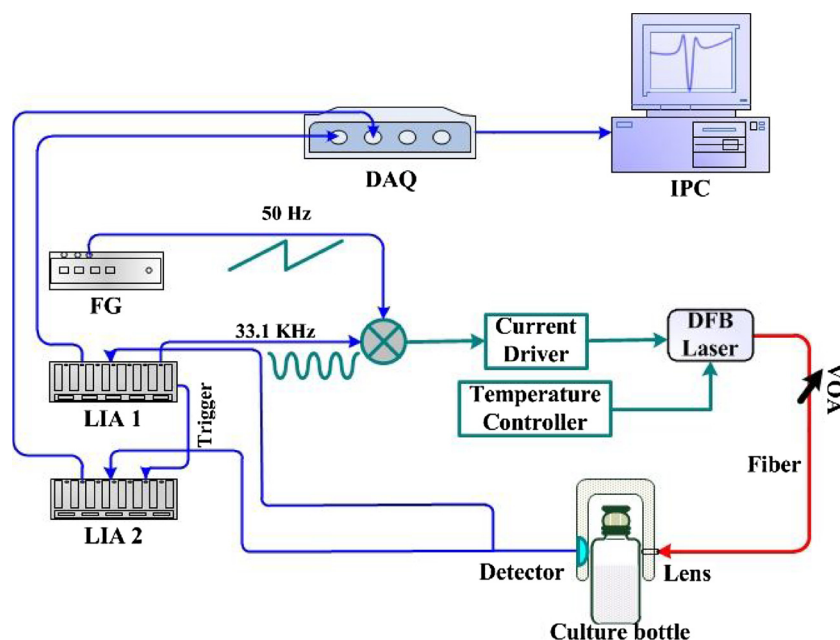 DAQ
IPC
50 Hz
FG
33.1 KHz
Current
Driver
DFB
Laser
VOA
LIA 1
Trigger
Temperature
Controller
Fiber
LIA 2
Detector
Lens
Culture bottle